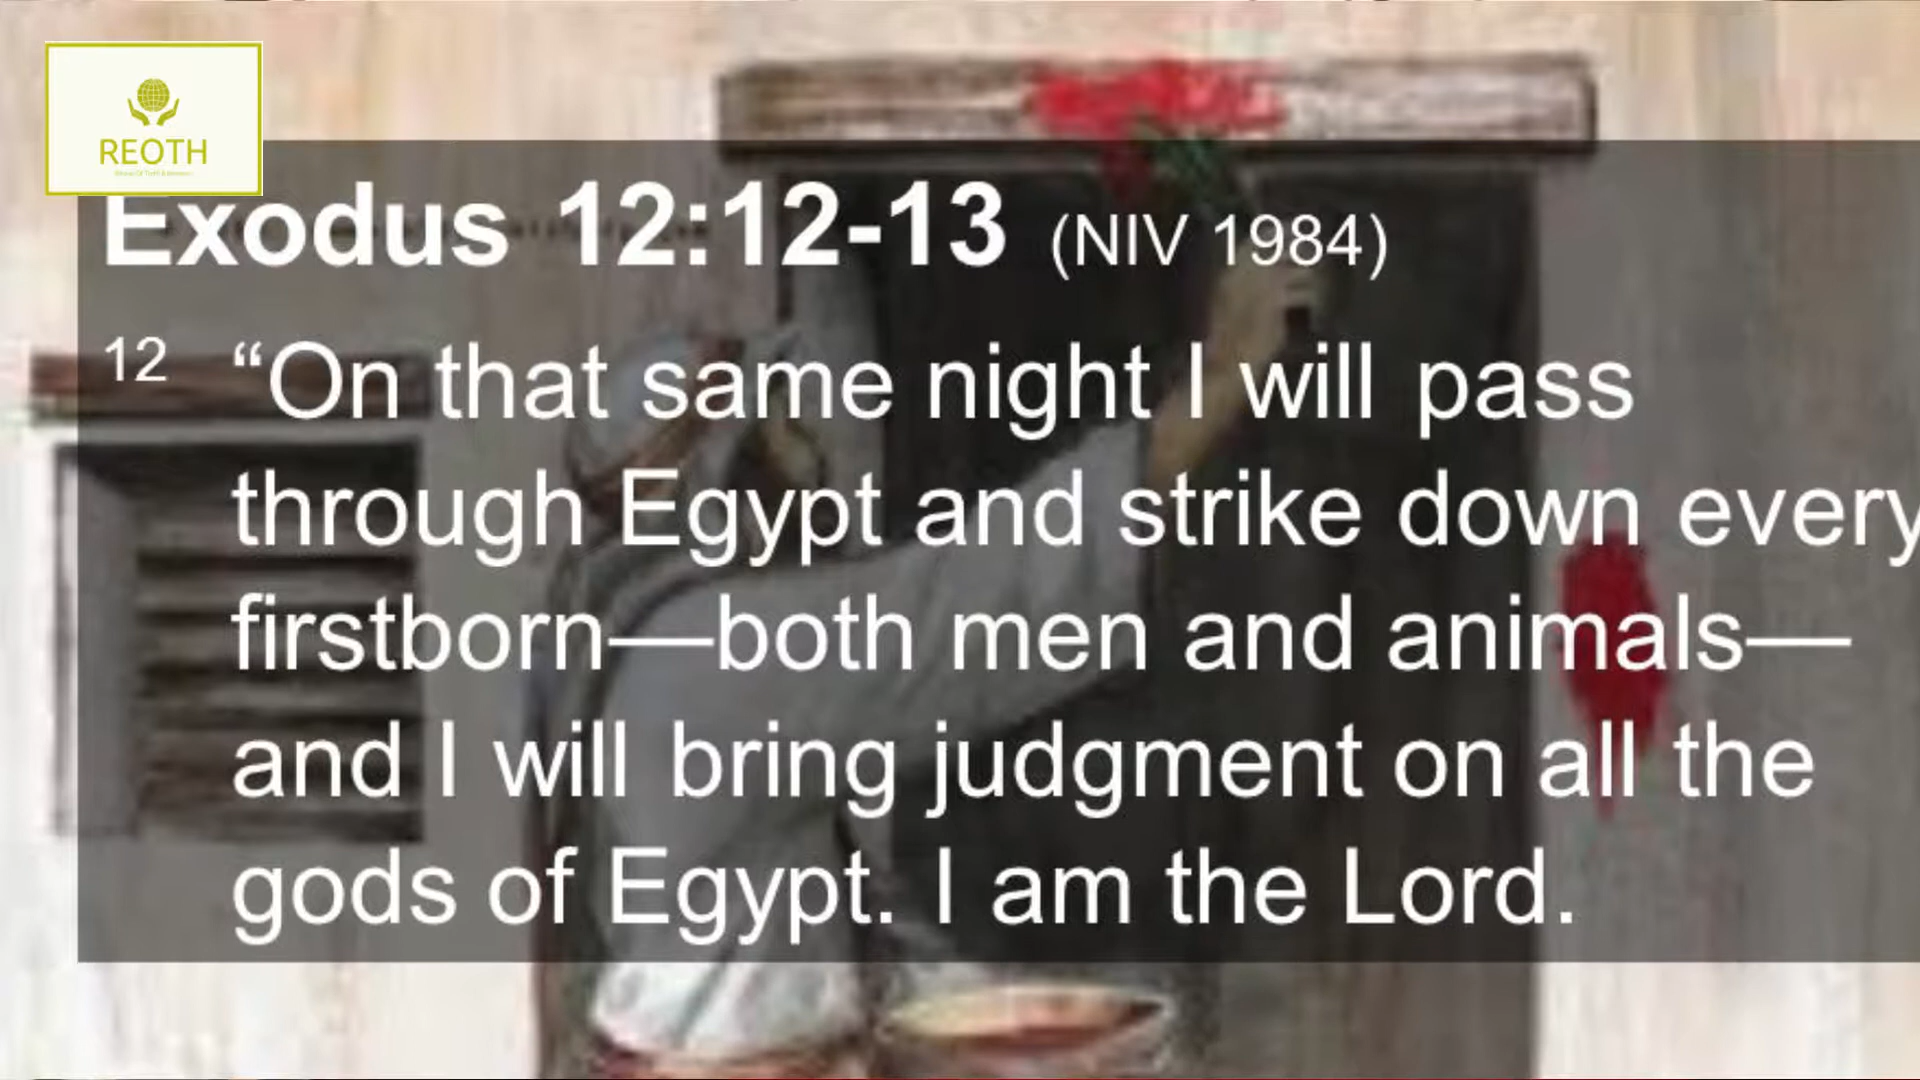 REOTH
Exodus 12:12-13 (NIV 1984)
12 “On that same night I will pass
through Egypt and strike down every
firstborn—both men and animals—
and I will bring judgment on all the
gods of Egypt. I am the Lord.